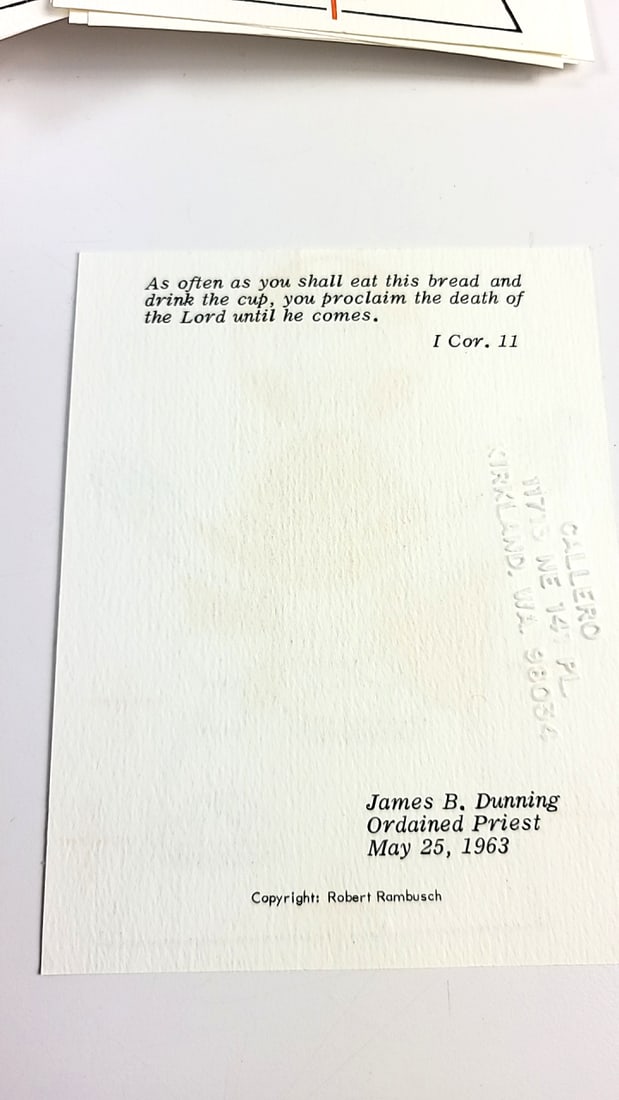 As often as you shall eat this bread and
drink the cup, you proclaim the death of
the Lord until he comes.
I Cor. 11
CALLERO
NE PL
KIRKLAND, WA 98034
James B. Dunning
Ordained Priest
May 25, 1963
Copyright: Robert Rambusch